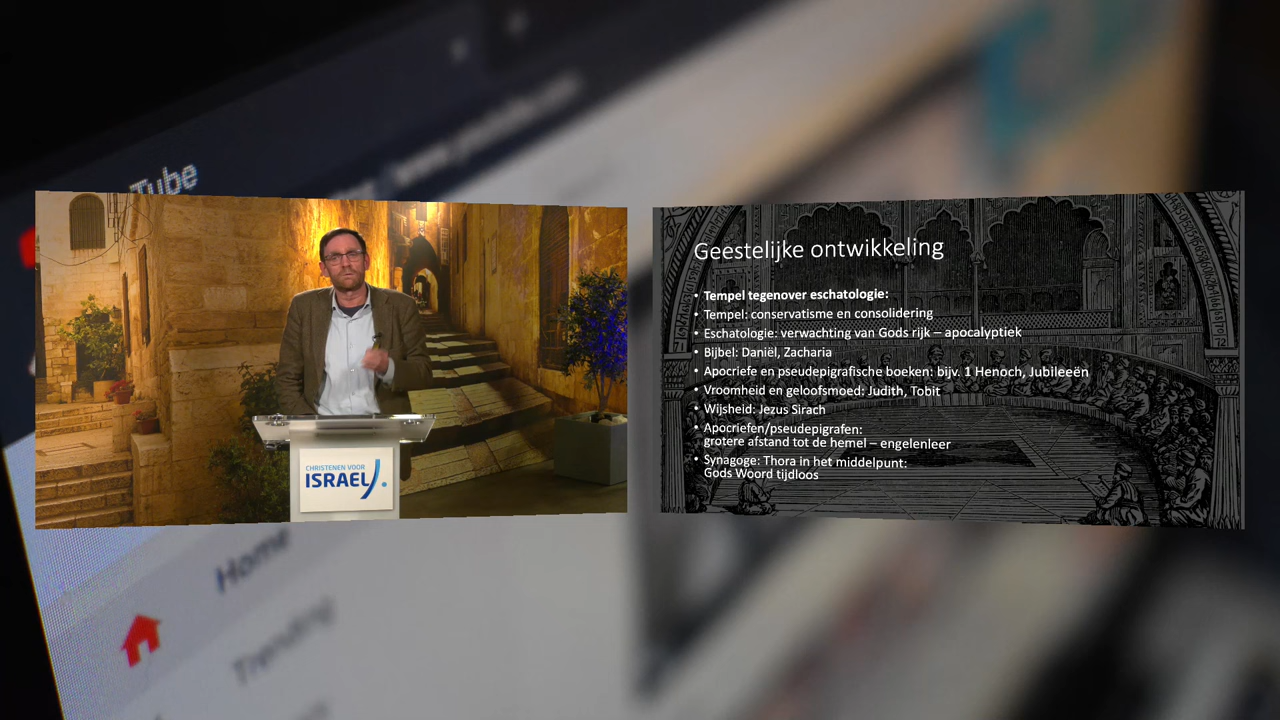 Tube
CHRISTENEN VOOR
ISRAEL
Geestelijke ontwikkeling
• Tempel tegenover eschatologie:
• Tempel: conservatisme en consolidering
• Eschatologie: verwachting van Gods rijk – apocalyptiek
• Bijbel: Daniël, Zacharia
• Apocriefe en pseudepigrafische boeken: bijv. 1 Henoch, Jubileeën
• Vroomheid en geloofsmoed: Judith, Tobit
• Wijsheid: Jezus Sirach
• Apocriefen/pseudepigrafen:
grotere afstand tot de hemel – engelenleer
• Synagoge: Thora in het middelpunt:
Gods Woord tijdloos
Home
Trending